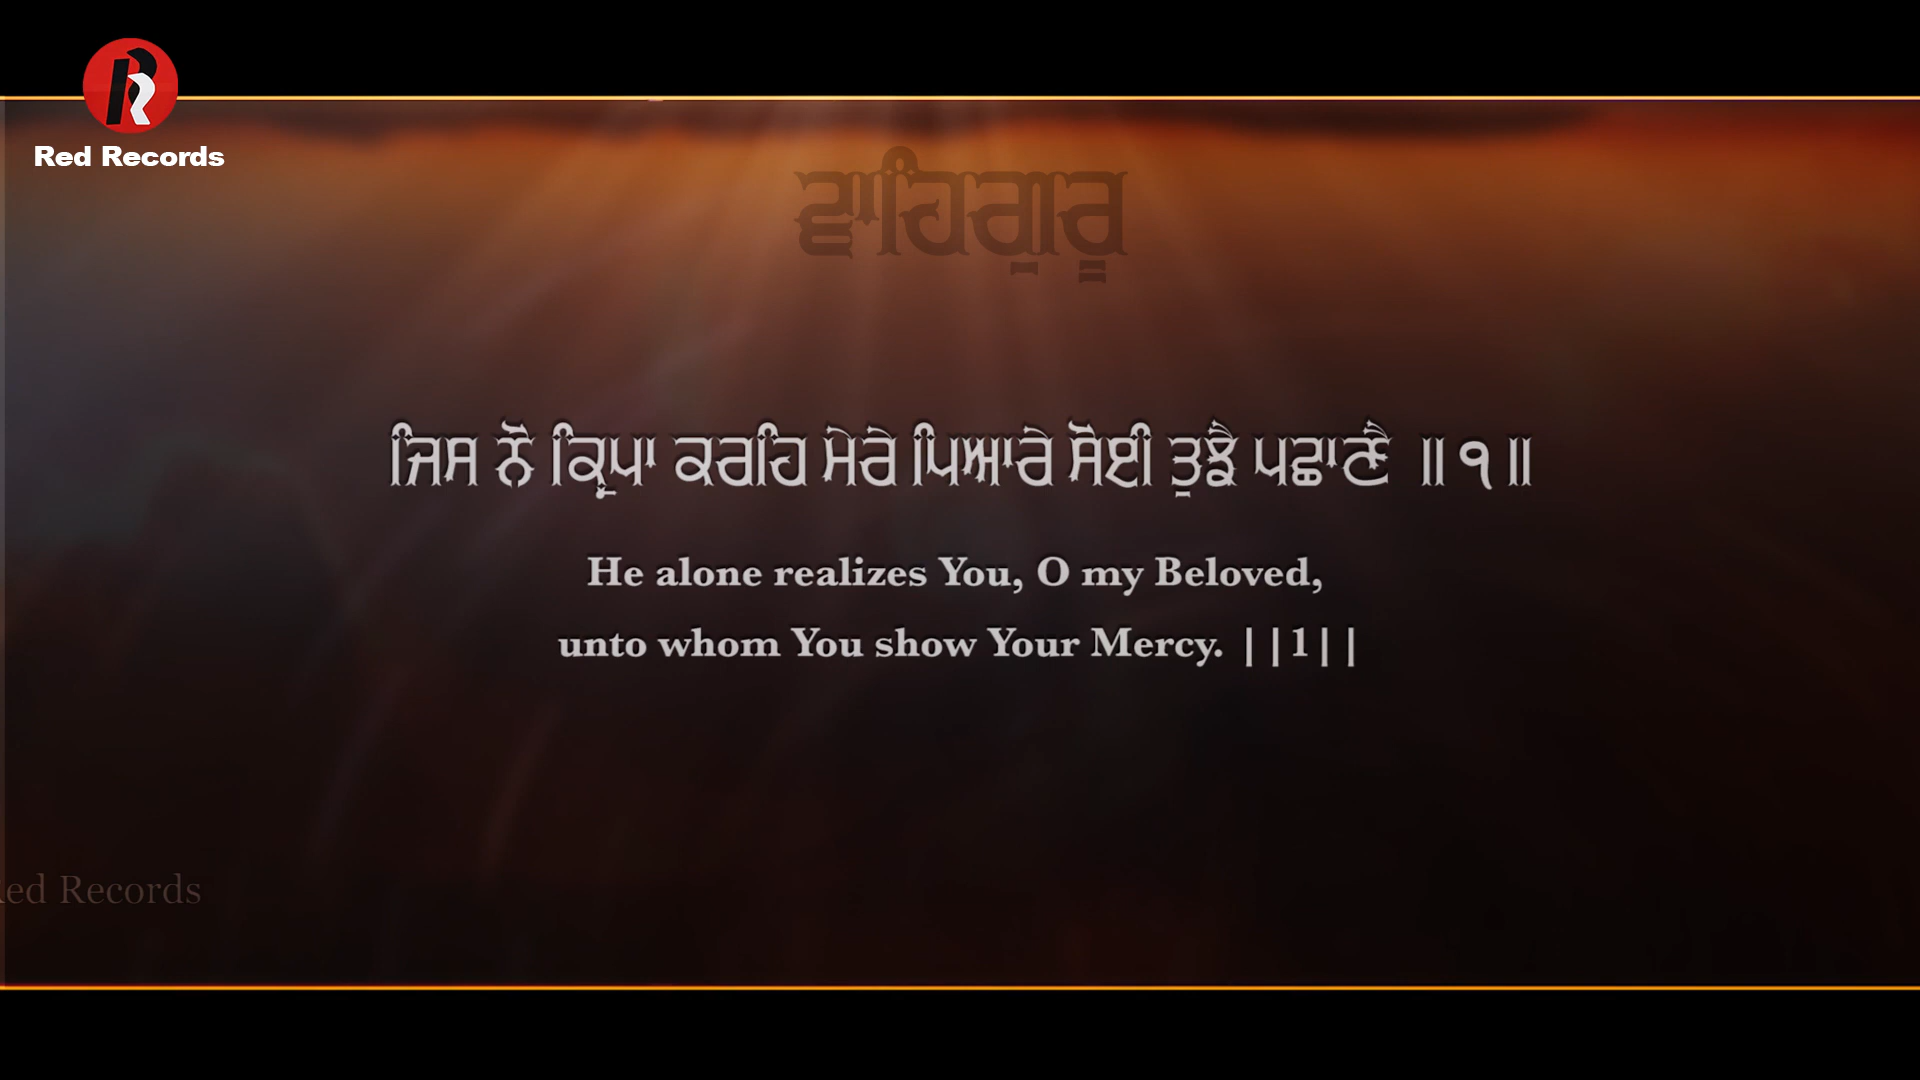 Red Records
ਵਾਹਿਗੁਰੂ
ਜਿਸ ਨੋ ਕ੍ਰਿਪਾ ਕਰਹਿ ਮੇਰੇ ਪਿਆਰੇ ਸੋਈ ਤੁਝੈ ਪਛਾਣੈ ॥੧॥
He alone realizes You, O my Beloved,
unto whom You show Your Mercy. ||1||
Red Records